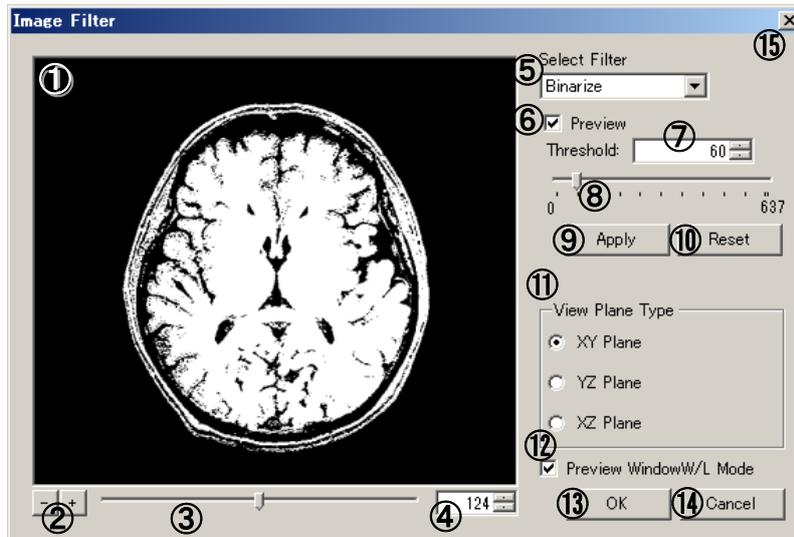 Image Filter
⑮
①
⑤ Select Filter
Binarize
⑥ Preview
⑦
Threshold: 60
⑧
0 637
⑨ Apply ⑩ Reset
⑪
View Plane Type
XY Plane
YZ Plane
XZ Plane
⑫
Preview WindowW/L Mode
- + 124
② ③ ④
⑬ OK ⑭ Cancel